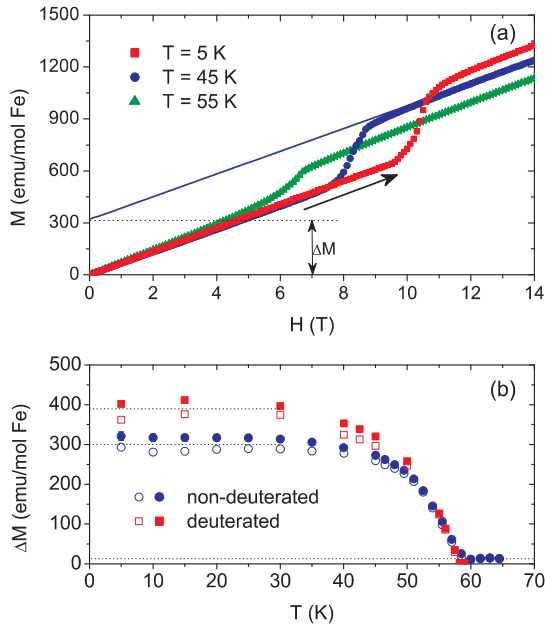 (a)
T = 5 K
T = 45 K
T = 55 K
M (emu/mol Fe)
1500
1200
900
600
300
0
ΔM
0 2 4 6 8 10 12 14
H (T)
(b)
non-deuterated
deuterated
ΔM (emu/mol Fe)
500
400
300
200
100
0
0 10 20 30 40 50 60 70
T (K)